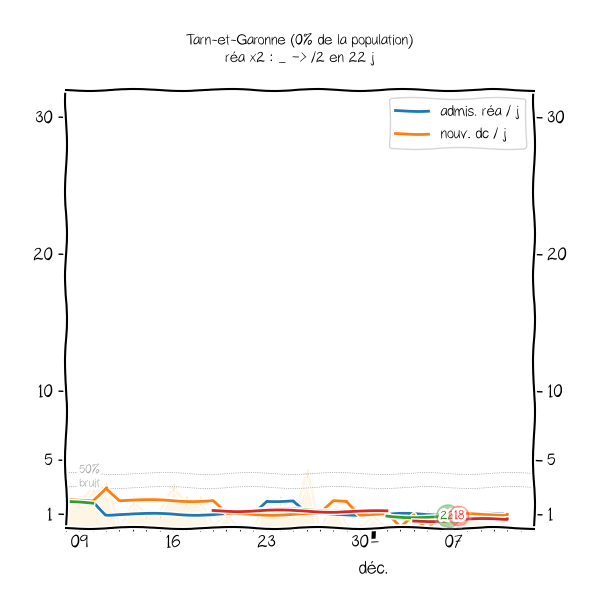 Tarn-et-Garonne (0% de la population)
réa x2 : _ -> /2 en 22 j
admis. réa / j
nouv. dc / j
30 30
20 20
10 10
5 5
50%
bruit
1 1
18
09 16 23 30 07
déc.